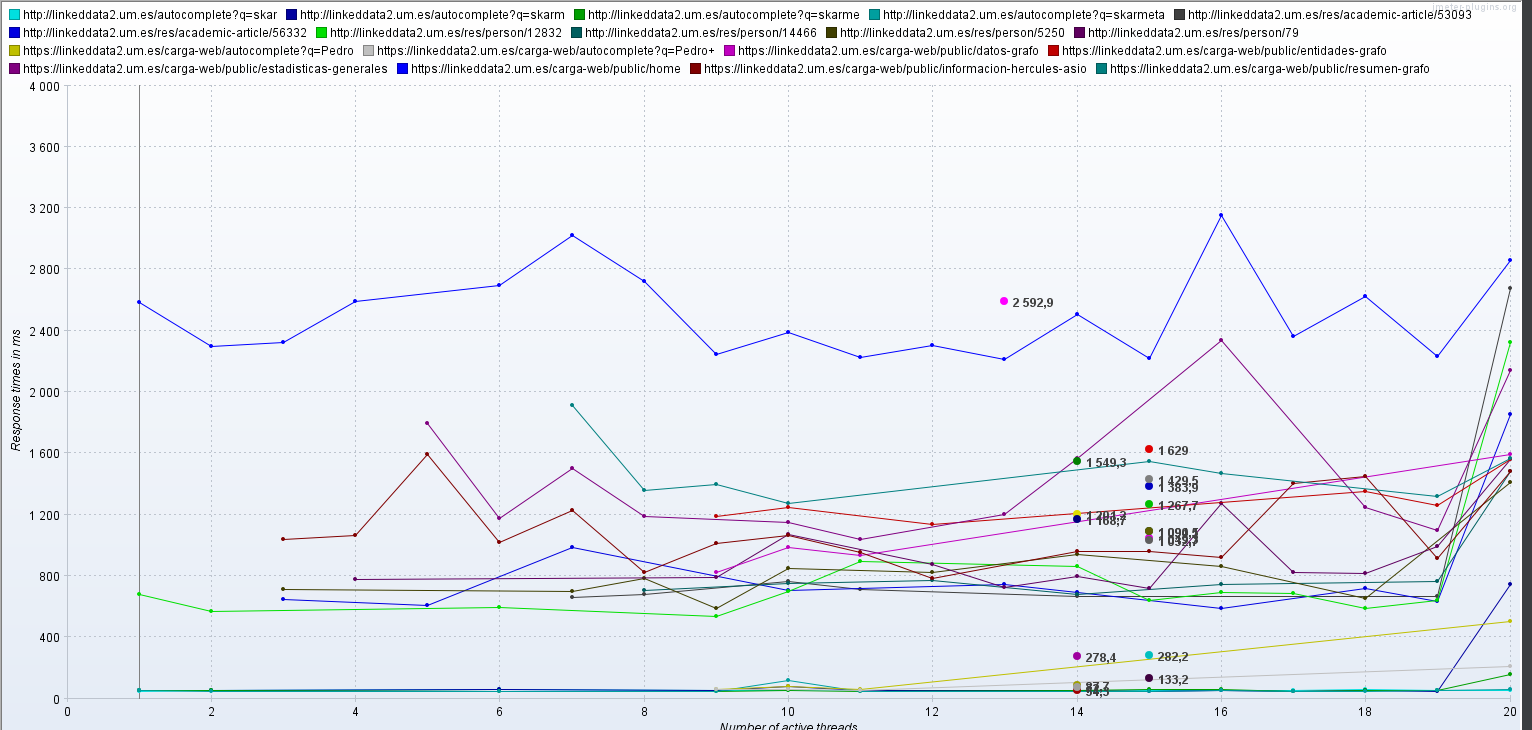 jmeter-plugins.org
http://linkeddata2.um.es/autocomplete?q=skar http://linkeddata2.um.es/autocomplete?q=skarm http://linkeddata2.um.es/autocomplete?q=skarme http://linkeddata2.um.es/autocomplete?q=skarmeta http://linkeddata2.um.es/res/academic-article/53093
http://linkeddata2.um.es/res/academic-article/56332 http://linkeddata2.um.es/res/person/12832 http://linkeddata2.um.es/res/person/14466 http://linkeddata2.um.es/res/person/5250 http://linkeddata2.um.es/res/person/79
https://linkeddata2.um.es/carga-web/autocomplete?q=Pedro https://linkeddata2.um.es/carga-web/autocomplete?q=Pedro+ https://linkeddata2.um.es/carga-web/public/datos-grafo https://linkeddata2.um.es/carga-web/public/entidades-grafo
https://linkeddata2.um.es/carga-web/public/estadisticas-generales https://linkeddata2.um.es/carga-web/public/home https://linkeddata2.um.es/carga-web/public/informacion-hercules-asio https://linkeddata2.um.es/carga-web/public/resumen-grafo
4 000
3 600
3 200
2 800
2 400
2 000
1 600
1 200
800
400
0
Response times in ms
2 592,9
1 629
1 549,3
1 429,5
1 383,9
1 267,7
1 168,7
1 096,5
278,4
282,2
133,2
0 2 4 6 8 10 12 14 16 18 20
Number of active threads